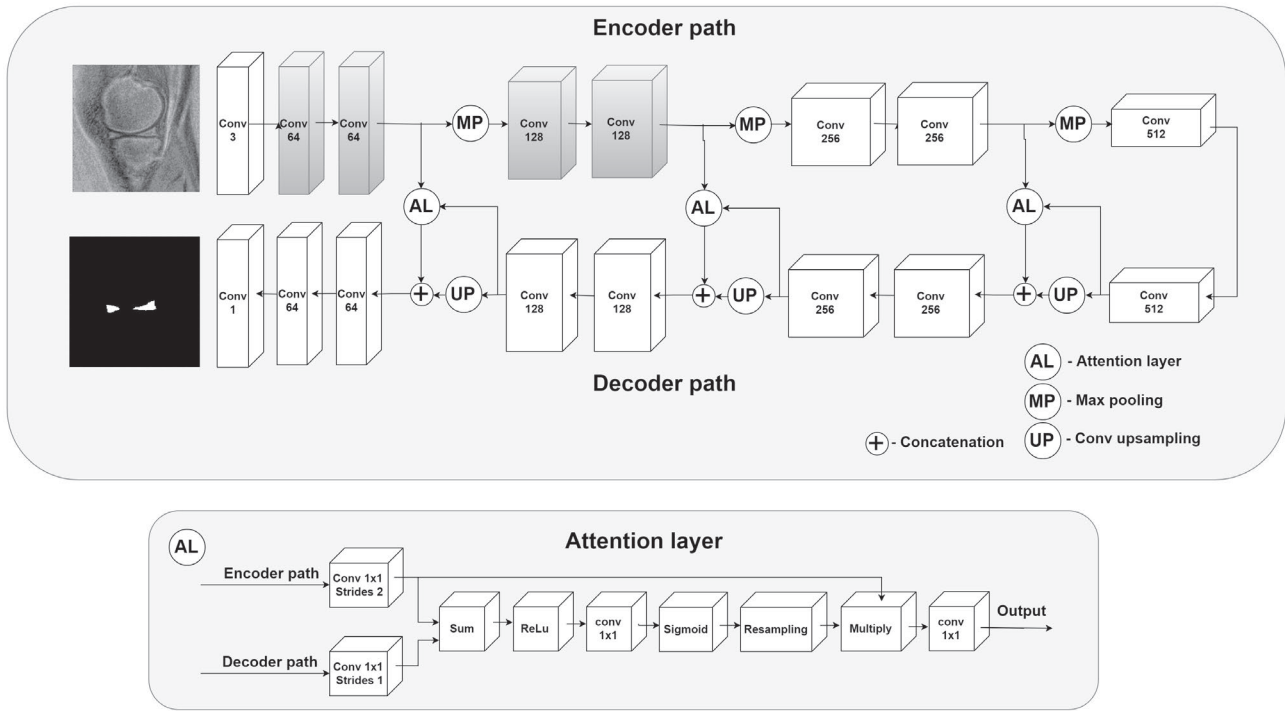 Encoder path
Conv
3
Conv
64
Conv
64
MP
Conv
128
Conv
128
MP
Conv
256
Conv
256
MP
Conv
512
AL
AL
AL
Conv
1
Conv
64
Conv
64
+
UP
Conv
128
Conv
128
+
UP
Conv
256
Conv
256
+
UP
Conv
512
Decoder path
AL - Attention layer
MP - Max pooling
+ - Concatenation
UP - Conv upsampling
AL
Attention layer
Encoder path
Conv 1x1
Strides 2
Decoder path
Conv 1x1
Strides 1
Sum
ReLu
conv
1x1
Sigmoid
Resampling
Multiply
conv
1x1
Output